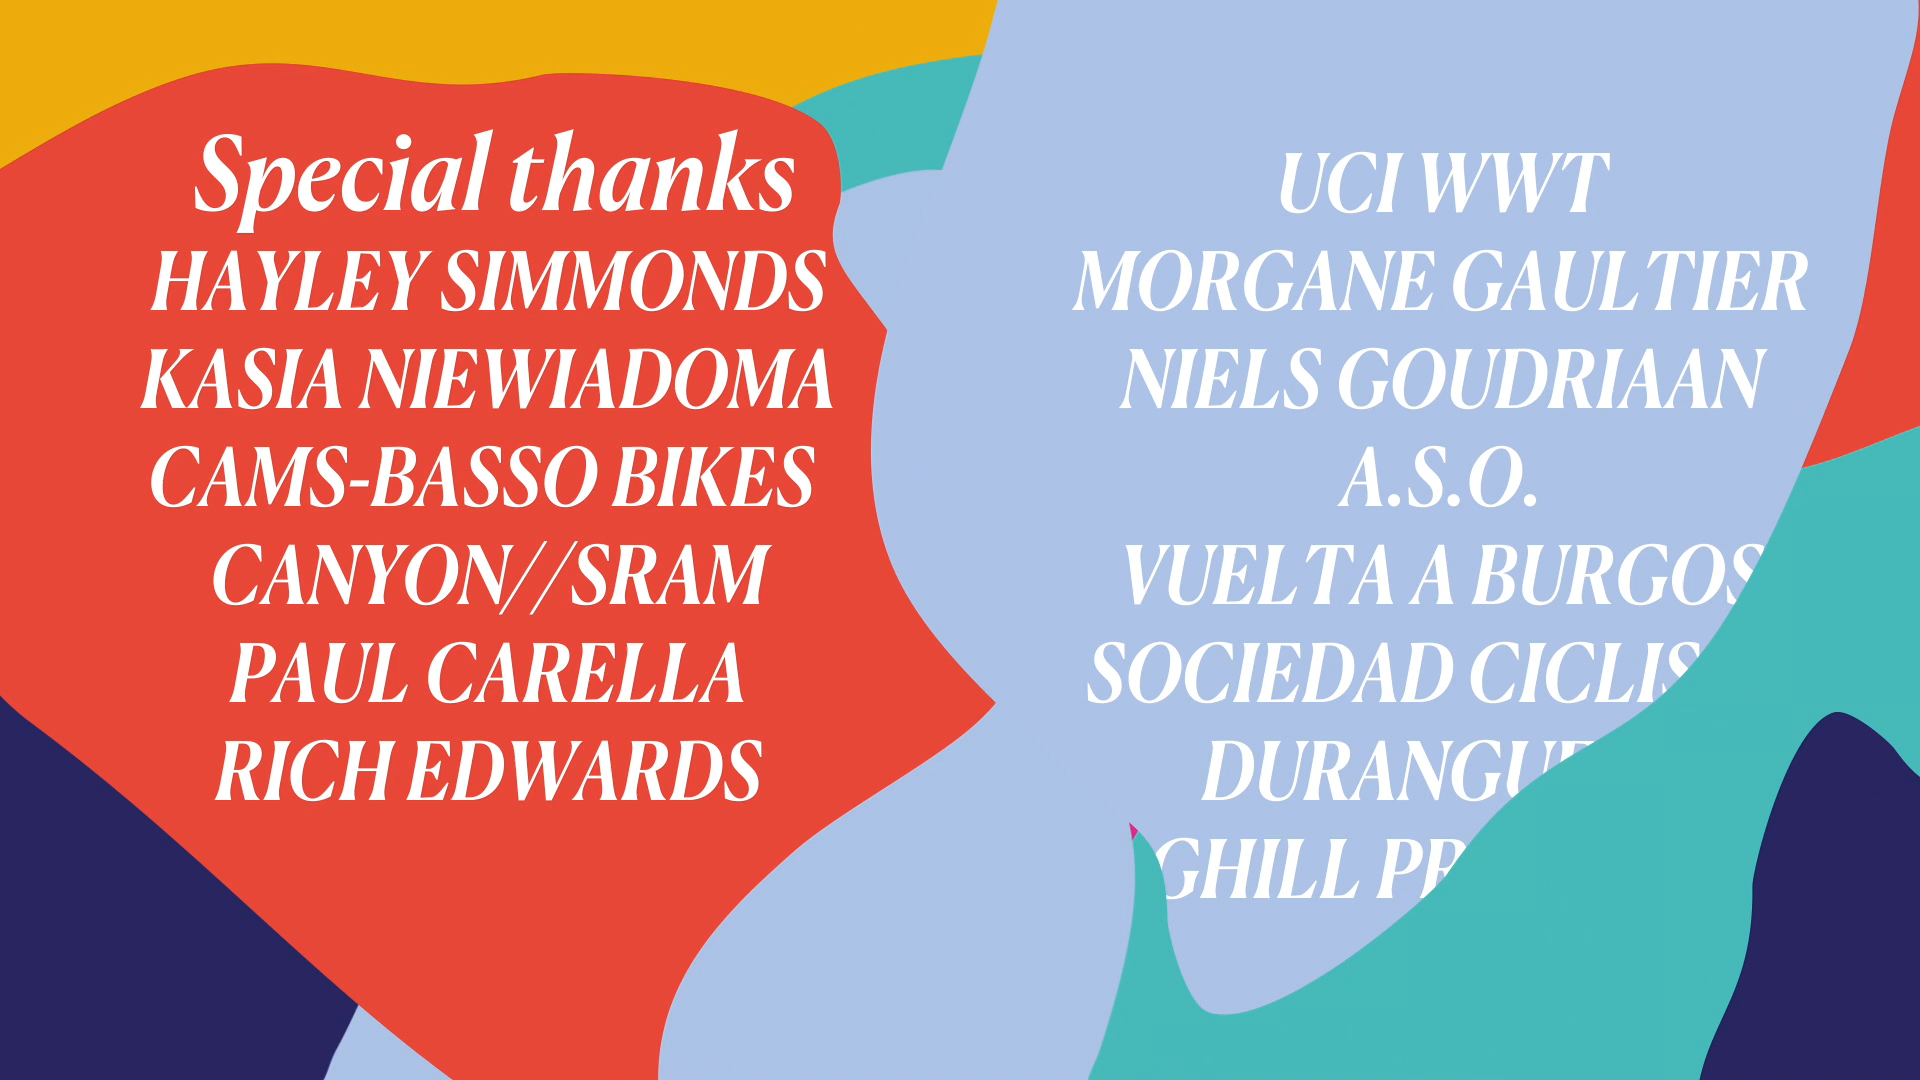 Special thanks
HAYLEY SIMMONDS
KASIA NIEWIADOMA
CAMS-BASSO BIKES
CANYON//SRAM
PAUL CARELLA
RICH EDWARDS
UCI WWT
MORGANE GAULTIER
NIELS GOUDRIAAN
A.S.O.
VUELTA A BURGOS
SOCIEDAD